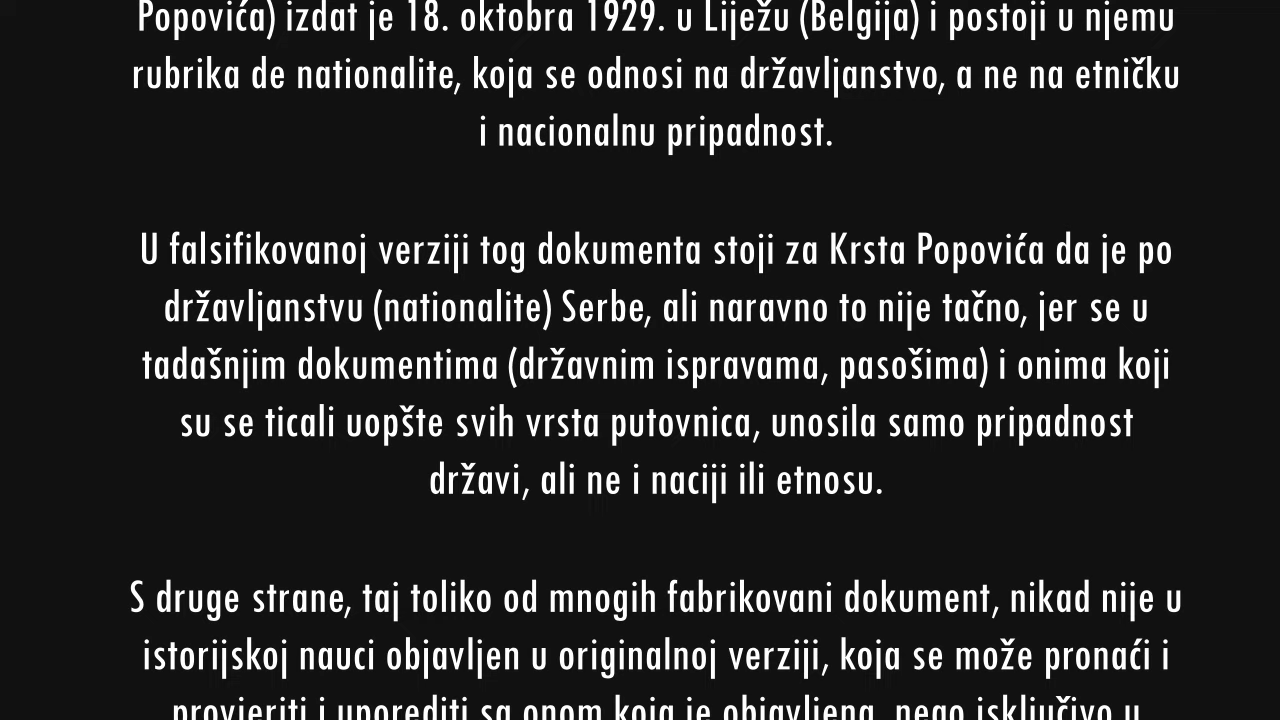 Popovića) izdat je 18. oktobra 1929. u Liježu (Belgija) i postoji u njemu
rubrika de nationalite, koja se odnosi na državljanstvo, a ne na etničku
i nacionalnu pripadnost.
U falsifikovanoj verziji tog dokumenta stoji za Krsta Popovića da je po
državljanstvu (nationalite) Serbe, ali naravno to nije tačno, jer se u
tadašnjim dokumentima (državnim ispravama, pasošima) i onima koji
su se ticali uopšte svih vrsta putovnica, unosila samo pripadnost
državi, ali ne i naciji ili etnosu.
S druge strane, taj toliko od mnogih fabrikovani dokument, nikad nije u
istorijskoj nauci objavljen u originalnoj verziji, koja se može pronaći i
provjeriti i uporediti sa onom koja je objavljena, nego isključivo u